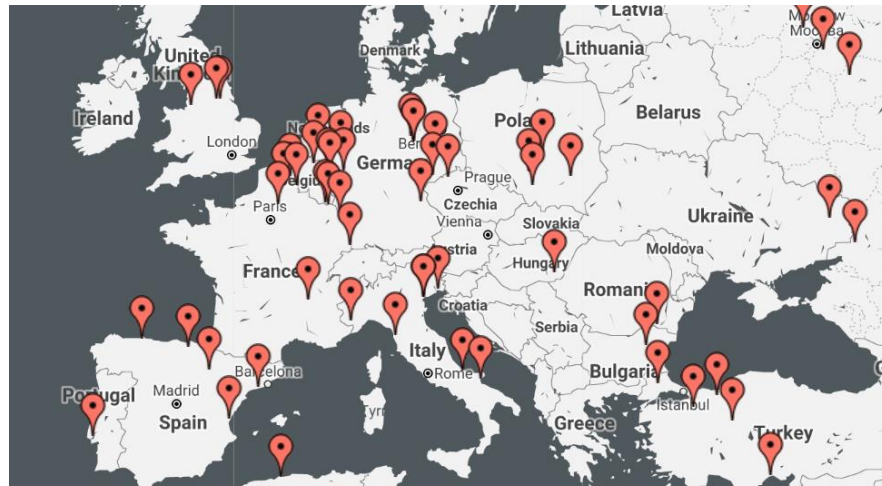 Latvia
Denmark
Lithuania
United
Ireland
Belarus
London
Prague
Paris
Czechia
Vienna
Slovakia
Ukraine
Moldova
Hungary
France
Croatia
Serbia
Italy
Rome
Barcelona
Madrid
Spain
Bulgaria
Istanbul
Turkey
Greece